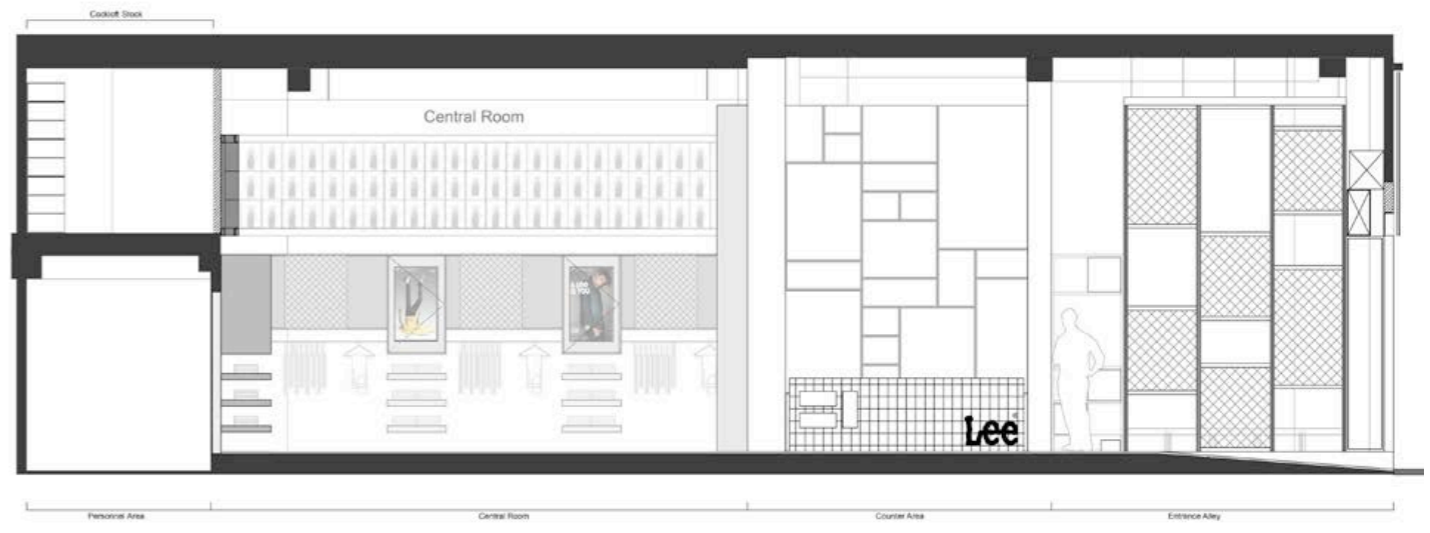 Cockloft Stock
Central Room
Lee
Personnel Area
Central Room
Counter Area
Entrance Alley